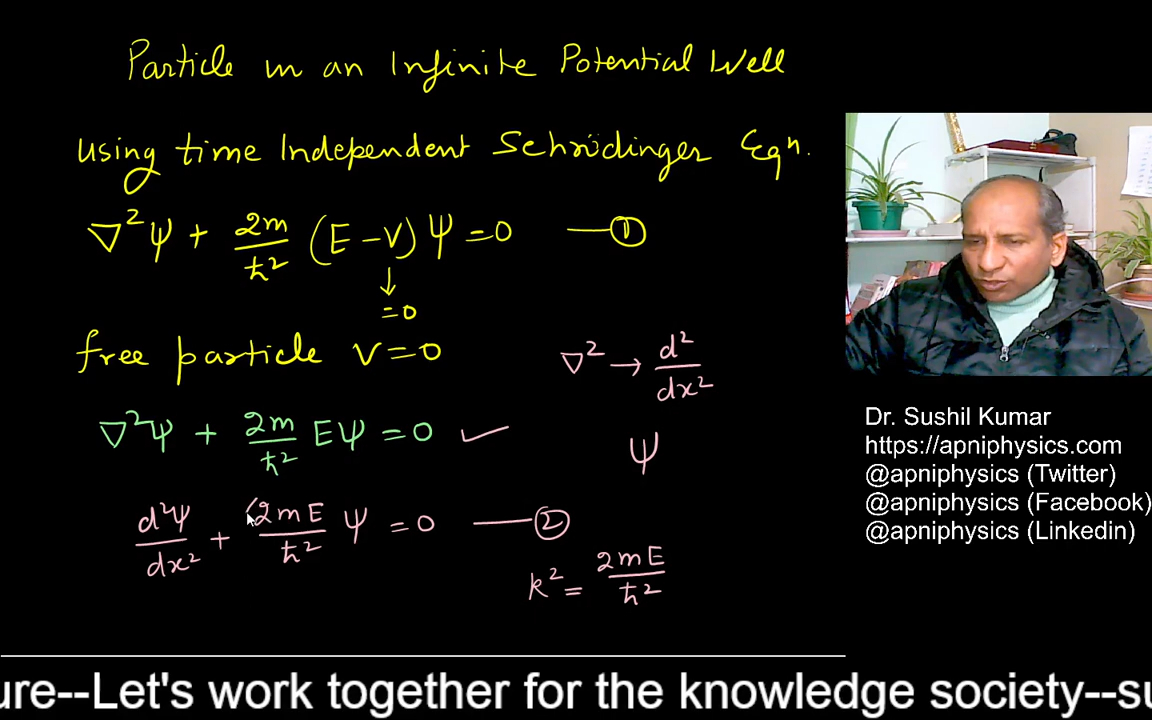 Particle in an Infinite Potential Well
using time Independent Schrödinger Eqⁿ.
∇²ψ + 2m/ħ² (E - V) ψ = 0 —①
↓
= 0
free particle V = 0
∇² → d²/dx²
∇²ψ + 2m/ħ² Eψ = 0 ✓
ψ
d²ψ/dx² + (2mE/ħ² ψ = 0 —②
k² = 2mE/ħ²
Dr. Sushil Kumar
https://apniphysics.com
@apniphysics (Twitter)
@apniphysics (Facebook)
@apniphysics (Linkedin)
ure--Let's work together for the knowledge society--su